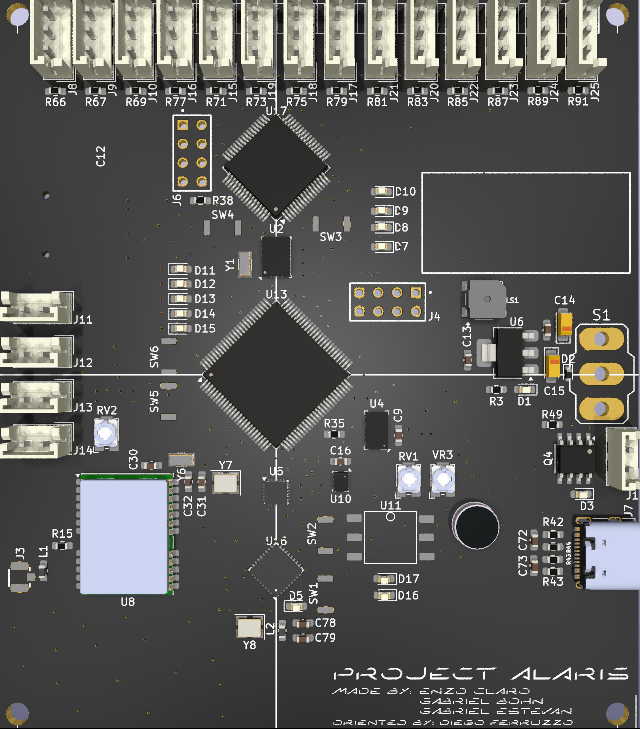 J8 J9 J10 J16 J15 J19 J18 J17 J21 J20 J22 J23 J24 J25
R66 R67 R69 R77 R71 R73 R75 R79 R81 R83 R85 R87 R89 R91
U17
C12
J6
R38
SW4
U2
SW3
D10
D9
D8
D7
Y1
D11
D12
D13
D14
D15
U13
J4
LS1
C14
S1
U6
C13
J11
J12
J13
J14
SW6
SW5
D2
C15
R3
D1
RV2
R35
U4
C9
R49
Q4
J1
C30
Y6
Y7
C32
C31
U5
C16
U10
RV1
VR3
D3
J7
U11
SW2
R15
J3
L1
U8
C72
C73
R42
R43
D17
D16
SW1
D5
L2
C78
C79
Y8
PROJECT ALARIS
MADE BY: ENZO CLARO
GABRIEL BOHN
GABRIEL ESTEVAN
ORIENTED BY: DIEGO FERRUZZO